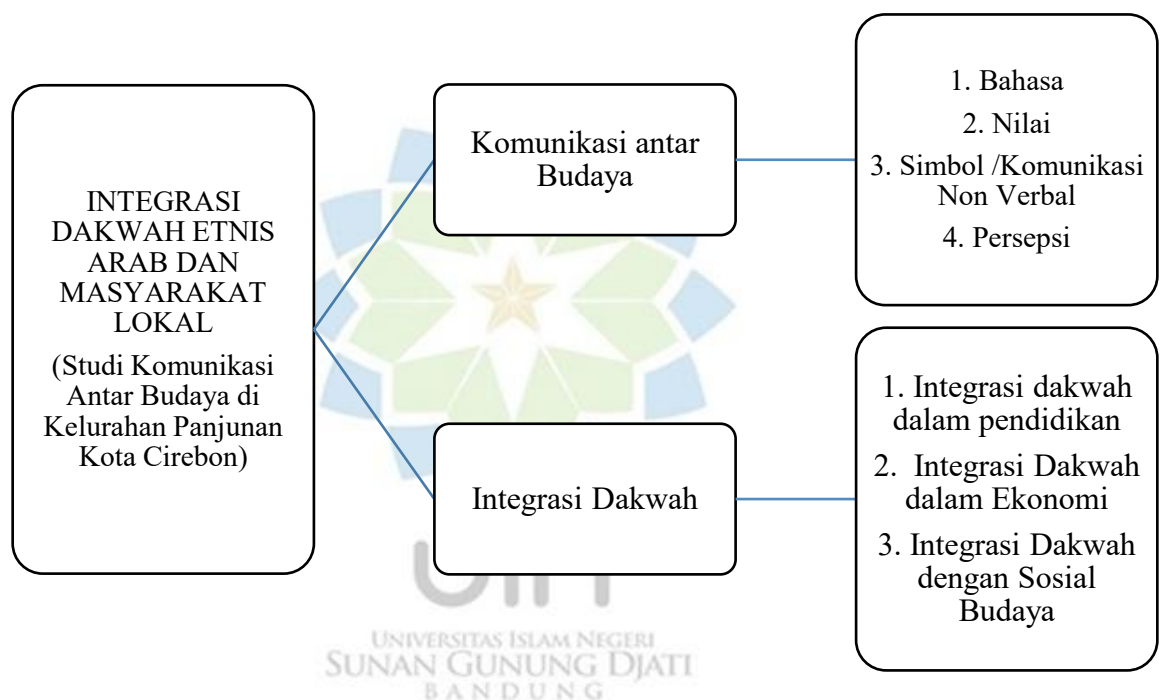 INTEGRASI
DAKWAH ETNIS
ARAB DAN
MASYARAKAT
LOKAL
(Studi Komunikasi
Antar Budaya di
Kelurahan Panjunan
Kota Cirebon)
Komunikasi antar
Budaya
1. Bahasa
2. Nilai
3. Simbol /Komunikasi
Non Verbal
4. Persepsi
Integrasi Dakwah
1. Integrasi dakwah
dalam pendidikan
2. Integrasi Dakwah
dalam Ekonomi
3. Integrasi Dakwah
dengan Sosial
Budaya
UNIVERSITAS ISLAM NEGERI
SUNAN GUNUNG DJATI
BANDUNG